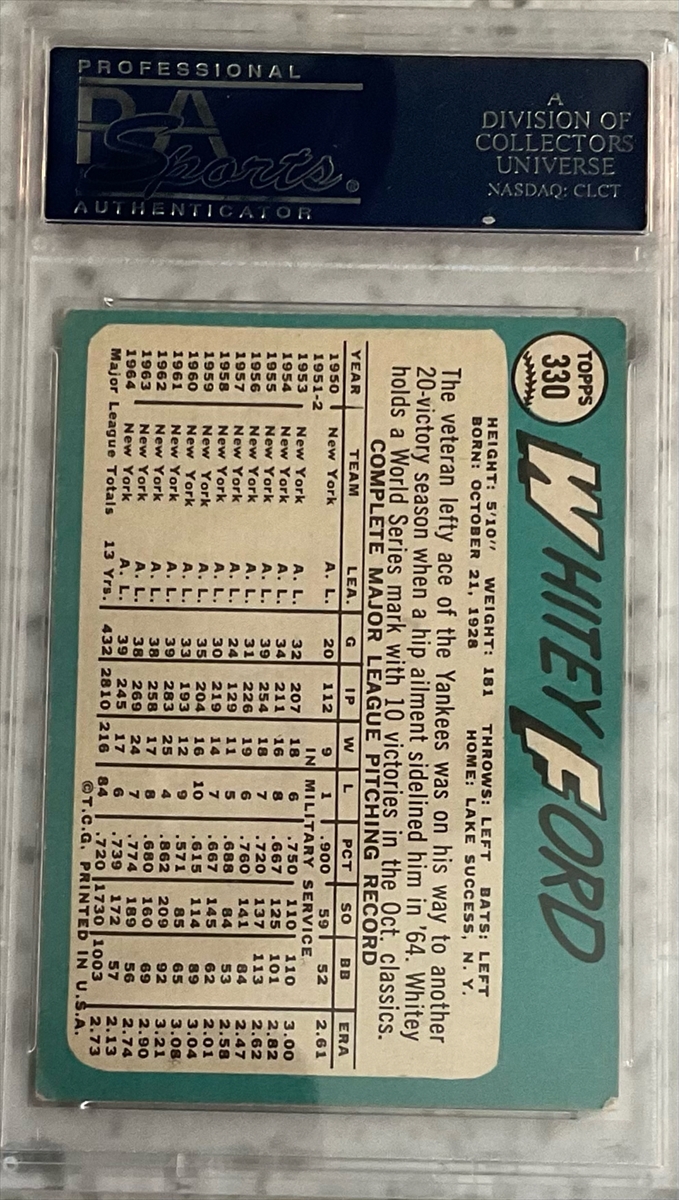 PROFESSIONAL
PSA
Sports®
AUTHENTICATOR
A
DIVISION OF
COLLECTORS
UNIVERSE
NASDAQ: CLCT
TOPPS
330
WHITEY FORD
HEIGHT: 5'10" WEIGHT: 181 THROWS: LEFT BATS: LEFT
BORN: OCTOBER 21, 1928 HOME: LAKE SUCCESS, N. Y.
The veteran lefty ace of the Yankees was on his way to another
20-victory season when a hip ailment sidelined him in '64. Whitey
holds a World Series mark with 10 victories in the Oct. classics.
COMPLETE MAJOR LEAGUE PITCHING RECORD
YEAR TEAM LEA. G IP W L PCT SO BB ERA
1950 New York A. L. 20 112 9 1 .900 59 52 2.61
1951-2 IN MILITARY SERVICE
1953 New York A. L. 32 207 18 6 .750 110 110 3.00
1954 New York A. L. 34 211 16 8 .667 125 101 2.82
1955 New York A. L. 39 254 18 7 .720 137 113 2.62
1956 New York A. L. 31 226 19 6 .760 141 84 2.47
1957 New York A. L. 24 129 11 5 .688 84 53 2.58
1958 New York A. L. 30 219 14 7 .667 145 62 2.01
1959 New York A. L. 35 204 16 10 .615 114 89 3.04
1960 New York A. L. 33 193 12 9 .571 85 65 3.08
1961 New York A. L. 39 283 25 4 .862 209 92 3.21
1962 New York A. L. 38 258 17 8 .680 160 69 2.90
1963 New York A. L. 38 269 24 7 .774 189 56 2.74
1964 New York A. L. 39 245 17 6 .739 172 57 2.13
Major League Totals 13 Yrs. 432 2810 216 84 .720 1730 1003 2.73
©T.C.G. PRINTED IN U.S.A.